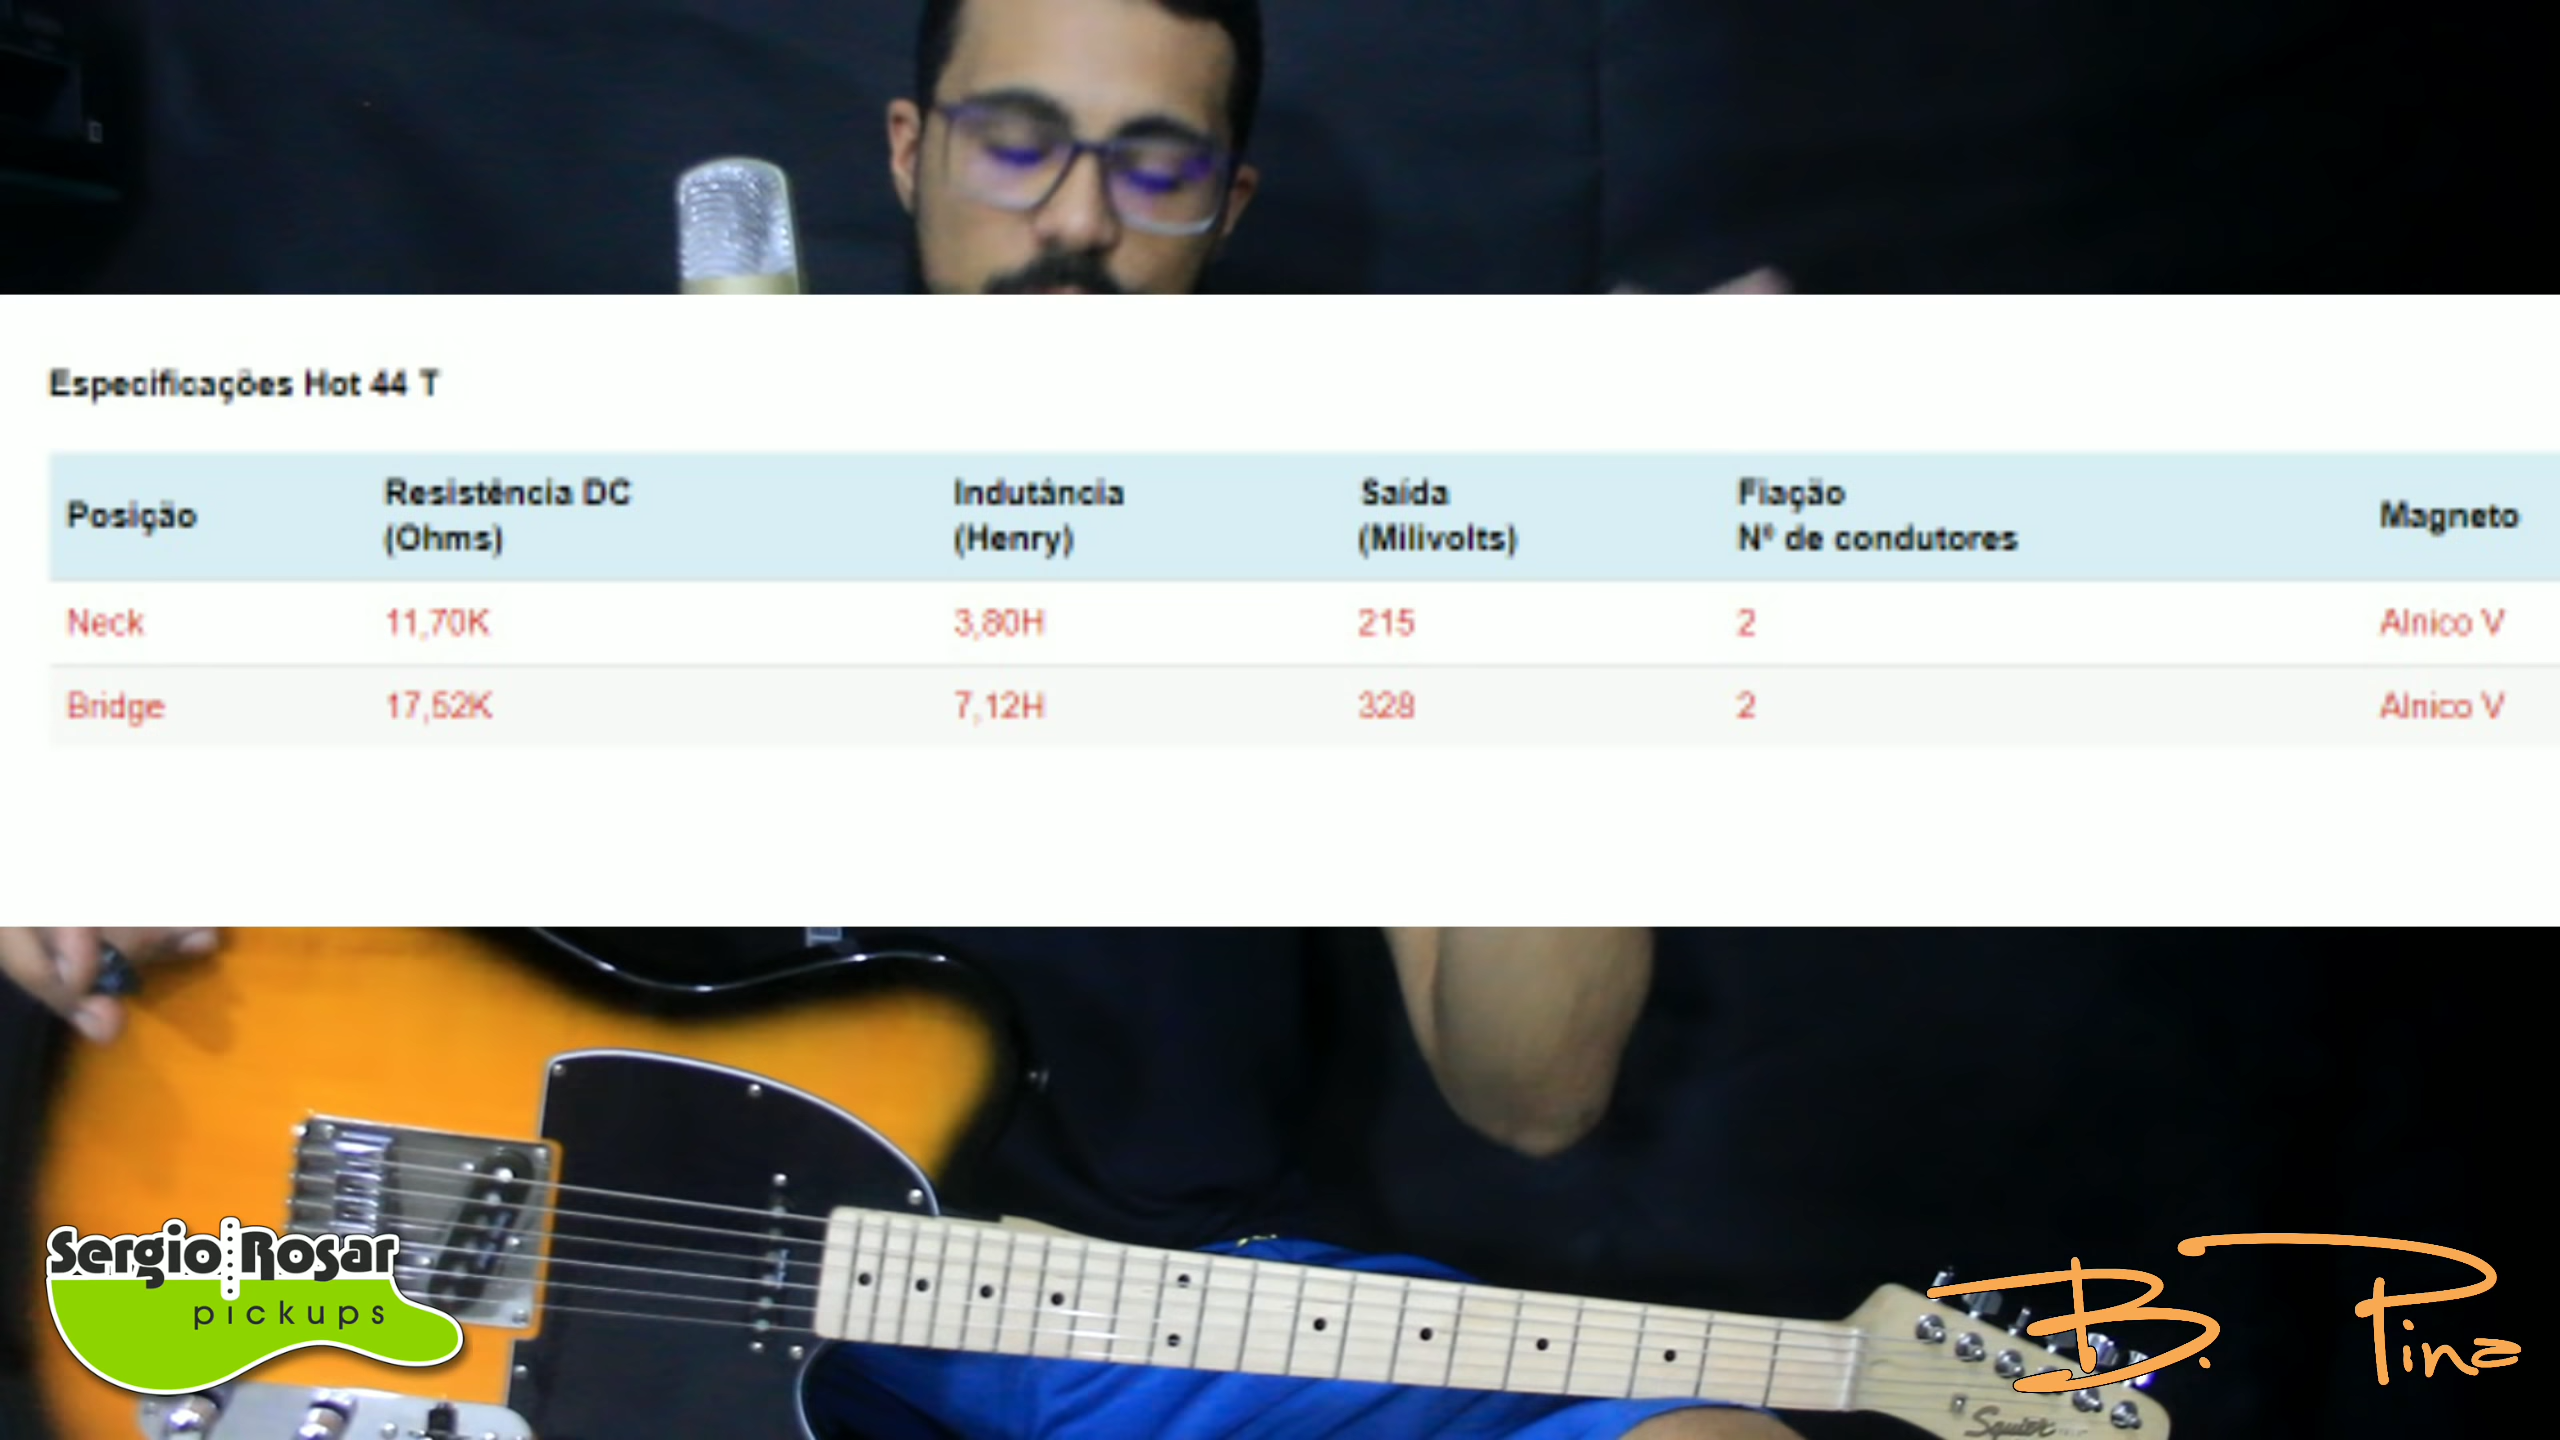 Especificações Hot 44 T
Posição Resistência DC (Ohms) Indutância (Henry) Saída (Milivolts) Fiação Nº de condutores Magneto
Neck 11,70K 3,80H 215 2 Alnico V
Bridge 17,52K 7,12H 328 2 Alnico V
Sergio Rosar
pickups
B. Pina
Squier